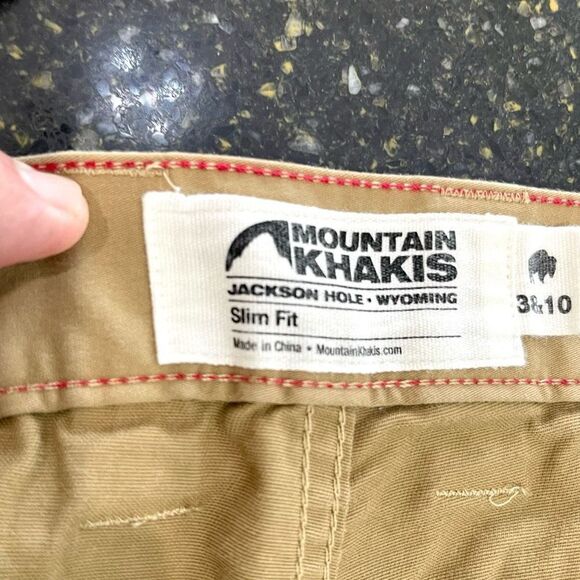 MOUNTAIN
KHAKIS
JACKSON HOLE • WYOMING
Slim Fit
Made in China • MountainKhakis.com
3&10